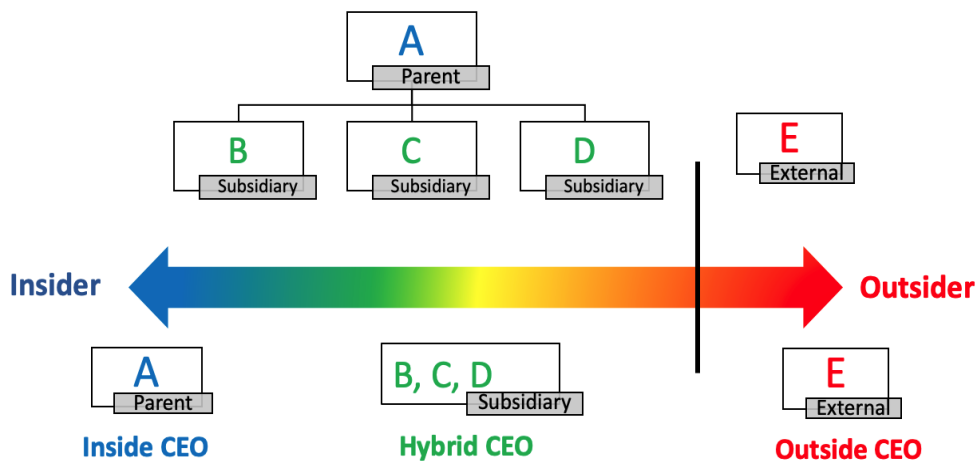 A
Parent
B
Subsidiary
C
Subsidiary
D
Subsidiary
E
External
Insider
Outsider
A
Parent
Inside CEO
B, C, D
Subsidiary
Hybrid CEO
E
External
Outside CEO